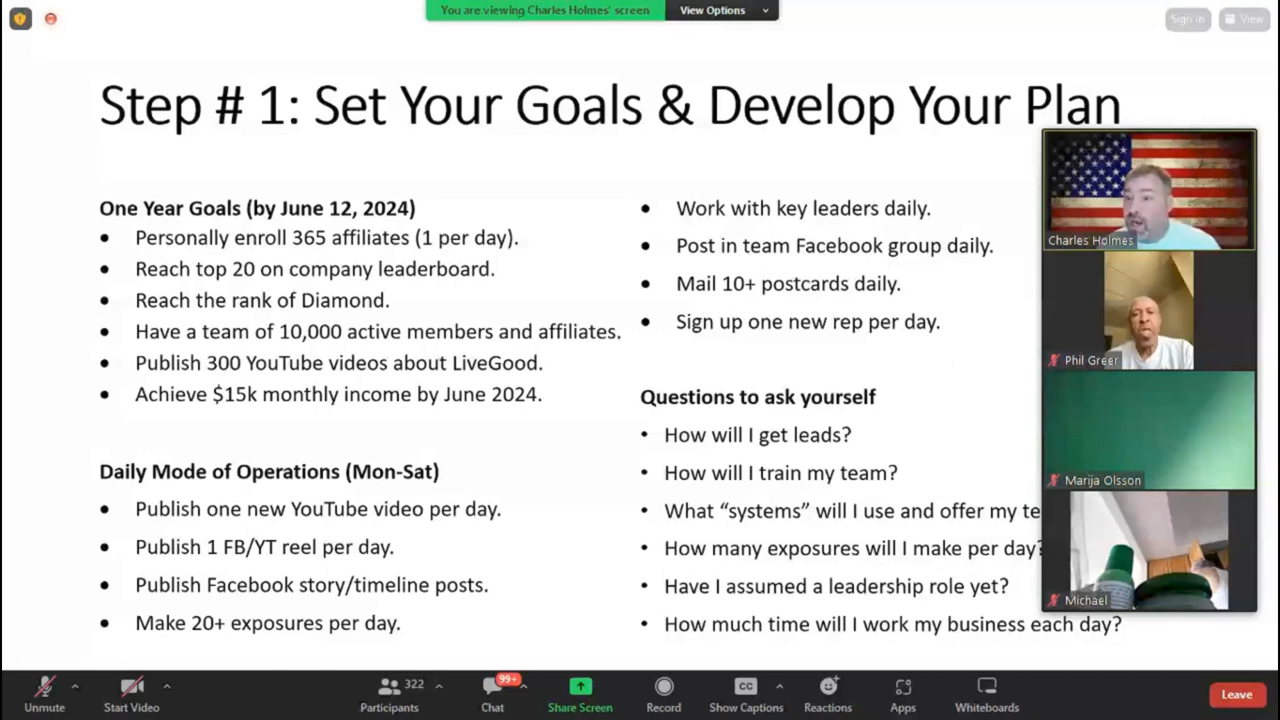 You are viewing Charles Holmes' screen
View Options
Sign in
View
Step # 1: Set Your Goals & Develop Your Plan
One Year Goals (by June 12, 2024)
• Personally enroll 365 affiliates (1 per day).
• Reach top 20 on company leaderboard.
• Reach the rank of Diamond.
• Have a team of 10,000 active members and affiliates.
• Publish 300 YouTube videos about LiveGood.
• Achieve $15k monthly income by June 2024.
Daily Mode of Operations (Mon-Sat)
• Publish one new YouTube video per day.
• Publish 1 FB/YT reel per day.
• Publish Facebook story/timeline posts.
• Make 20+ exposures per day.
• Work with key leaders daily.
• Post in team Facebook group daily.
• Mail 10+ postcards daily.
• Sign up one new rep per day.
Questions to ask yourself
• How will I get leads?
• How will I train my team?
• What “systems” will I use and offer my te
• How many exposures will I make per day?
• Have I assumed a leadership role yet?
• How much time will I work my business each day?
Charles Holmes
Phil Greer
Marija Olsson
Michael
Unmute
Start Video
322
Participants
99+
Chat
Share Screen
Record
CC
Show Captions
Reactions
Apps
Whiteboards
Leave